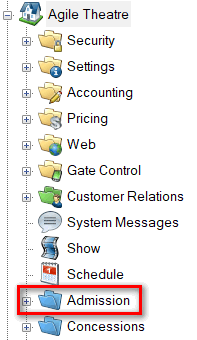 Agile Theatre
Security
Settings
Accounting
Pricing
Web
Gate Control
Customer Relations
System Messages
Show
Schedule
Admission
Concessions